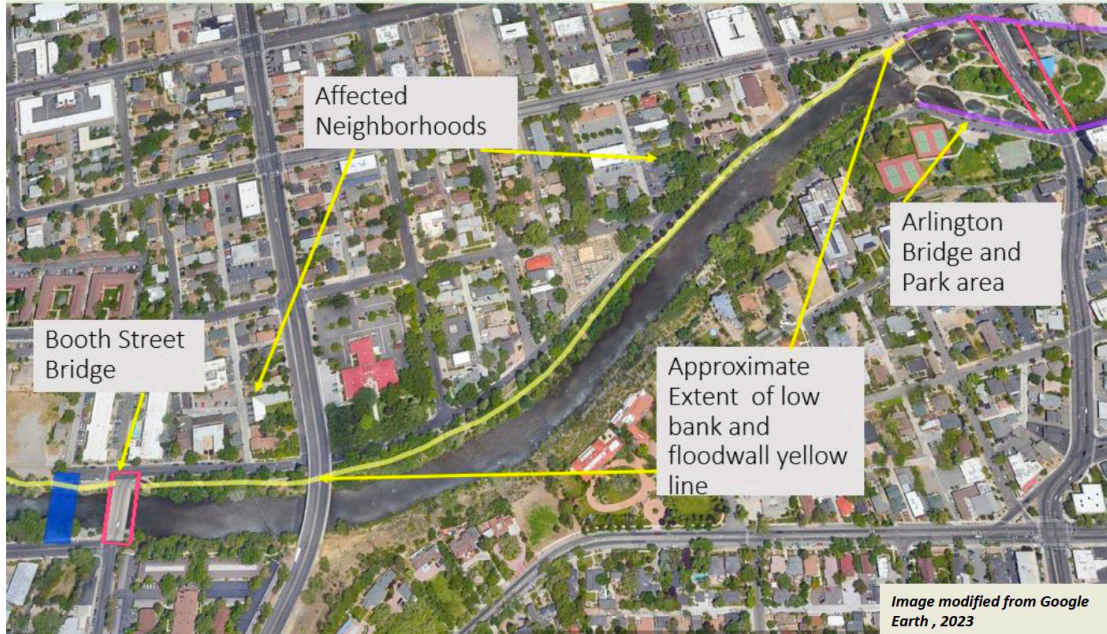 Affected
Neighborhoods
Arlington
Bridge and
Park area
Booth Street
Bridge
Approximate
Extent of low
bank and
floodwall yellow
line
Image modified from Google
Earth , 2023